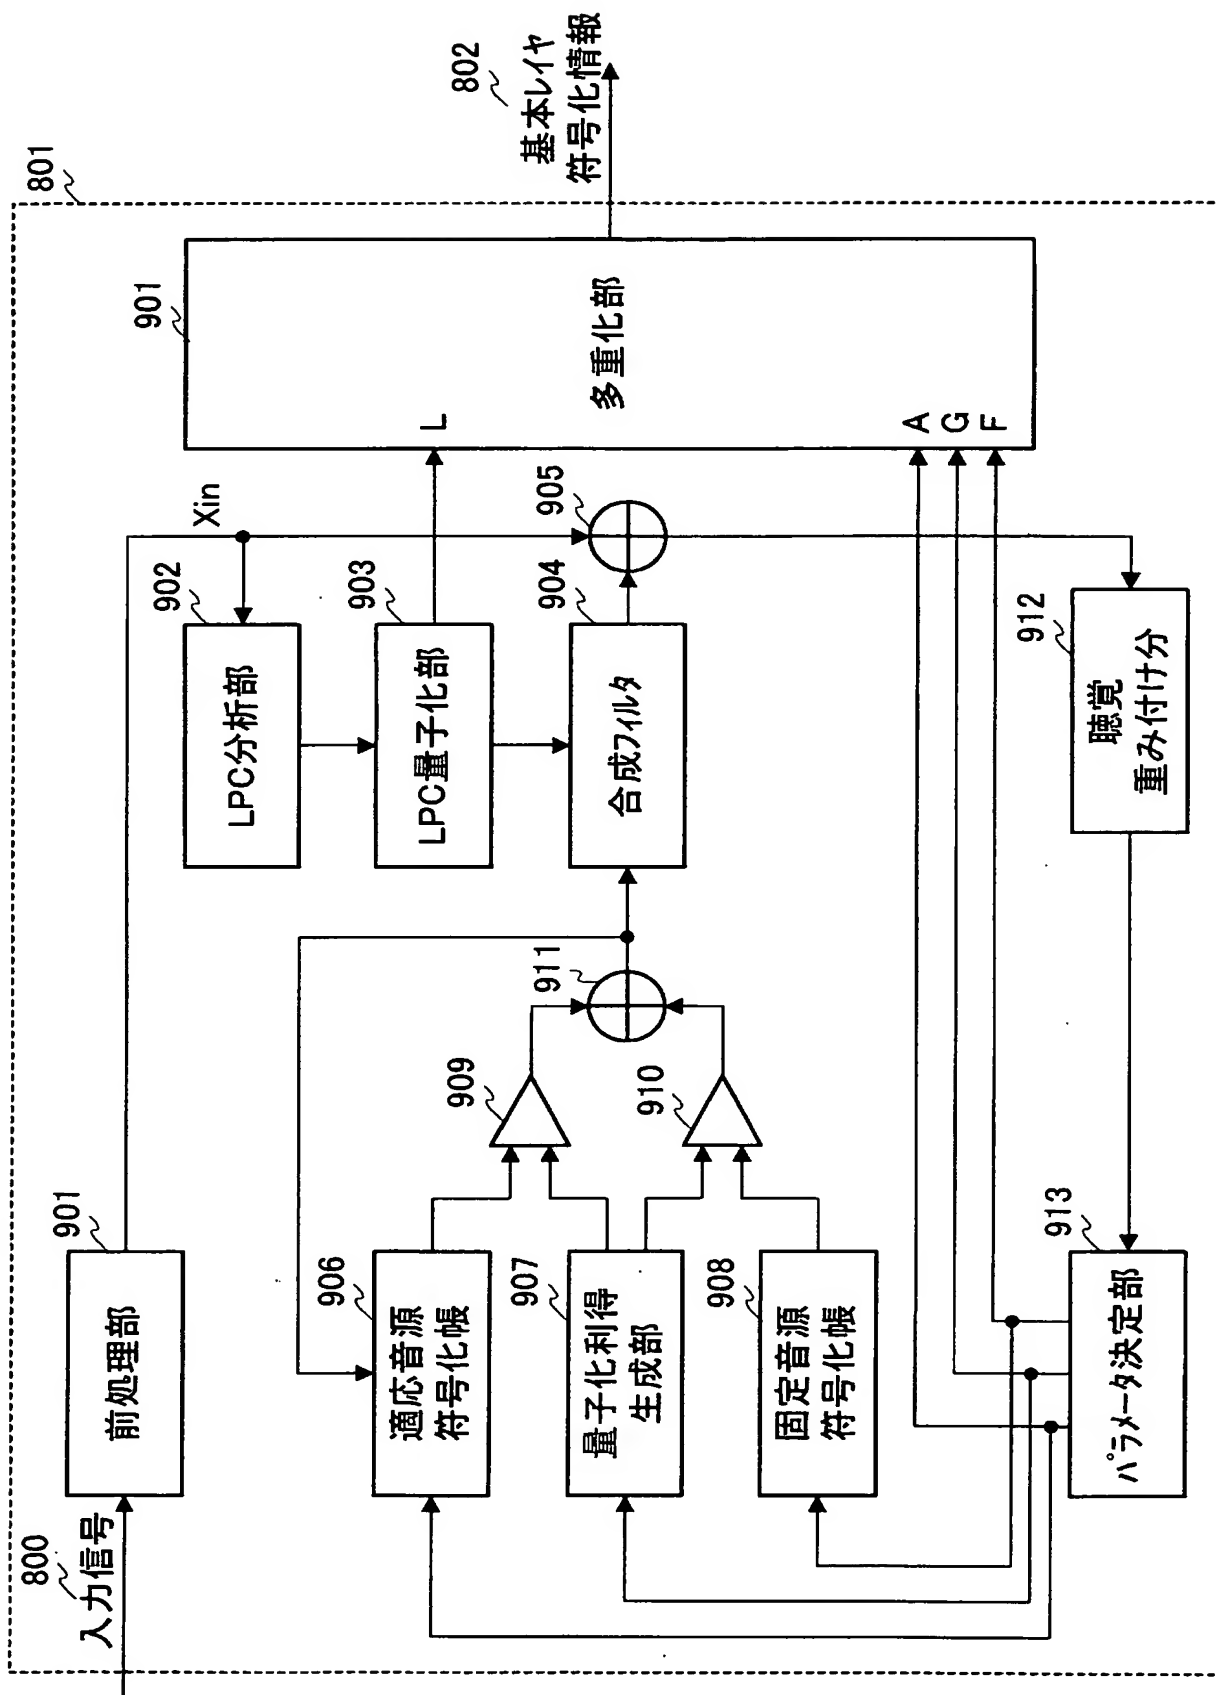 801
800
入力信号
901
前処理部
Xin
902
LPC分析部
903
LPC量子化部
904
合成フィルタ
905
906
適応音源
符号化帳
907
量子化利得
生成部
908
固定音源
符号化帳
909
910
911
912
聴覚
重み付け分
913
パラメータ決定部
901
多重化部
L
A
G
F
802
基本レイヤ
符号化情報